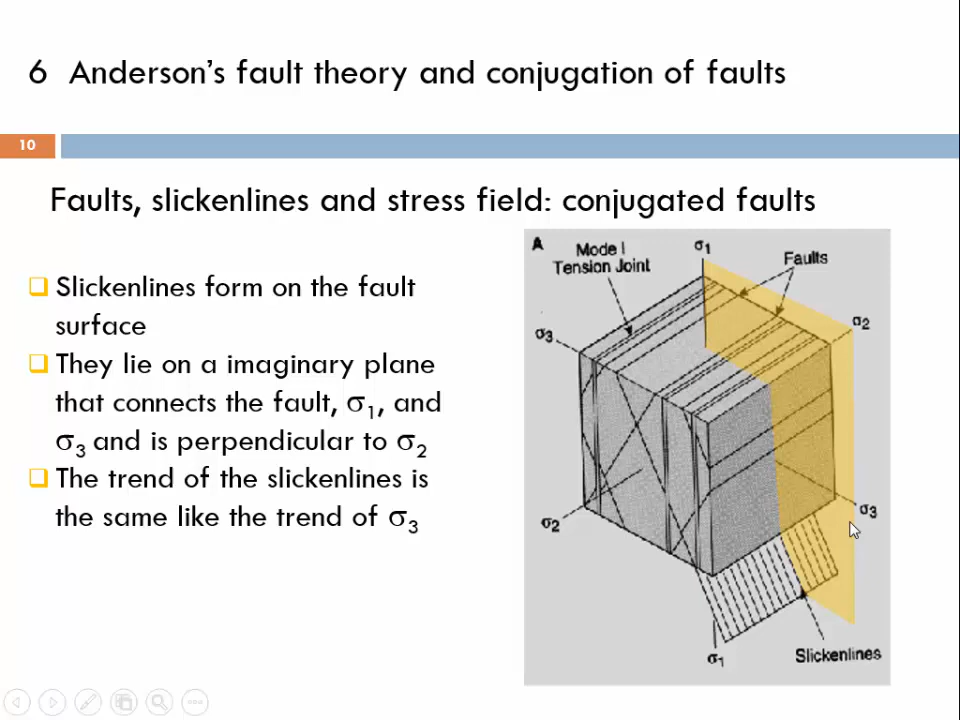 6 Anderson's fault theory and conjugation of faults
10
Faults, slickenlines and stress field: conjugated faults
Slickenlines form on the fault
surface
They lie on a imaginary plane
that connects the fault, σ₁, and
σ₃ and is perpendicular to σ₂
The trend of the slickenlines is
the same like the trend of σ₃
A
Mode I
Tension Joint
σ₁
Faults
σ₃
σ₂
σ₂
σ₃
σ₁
Slickenlines